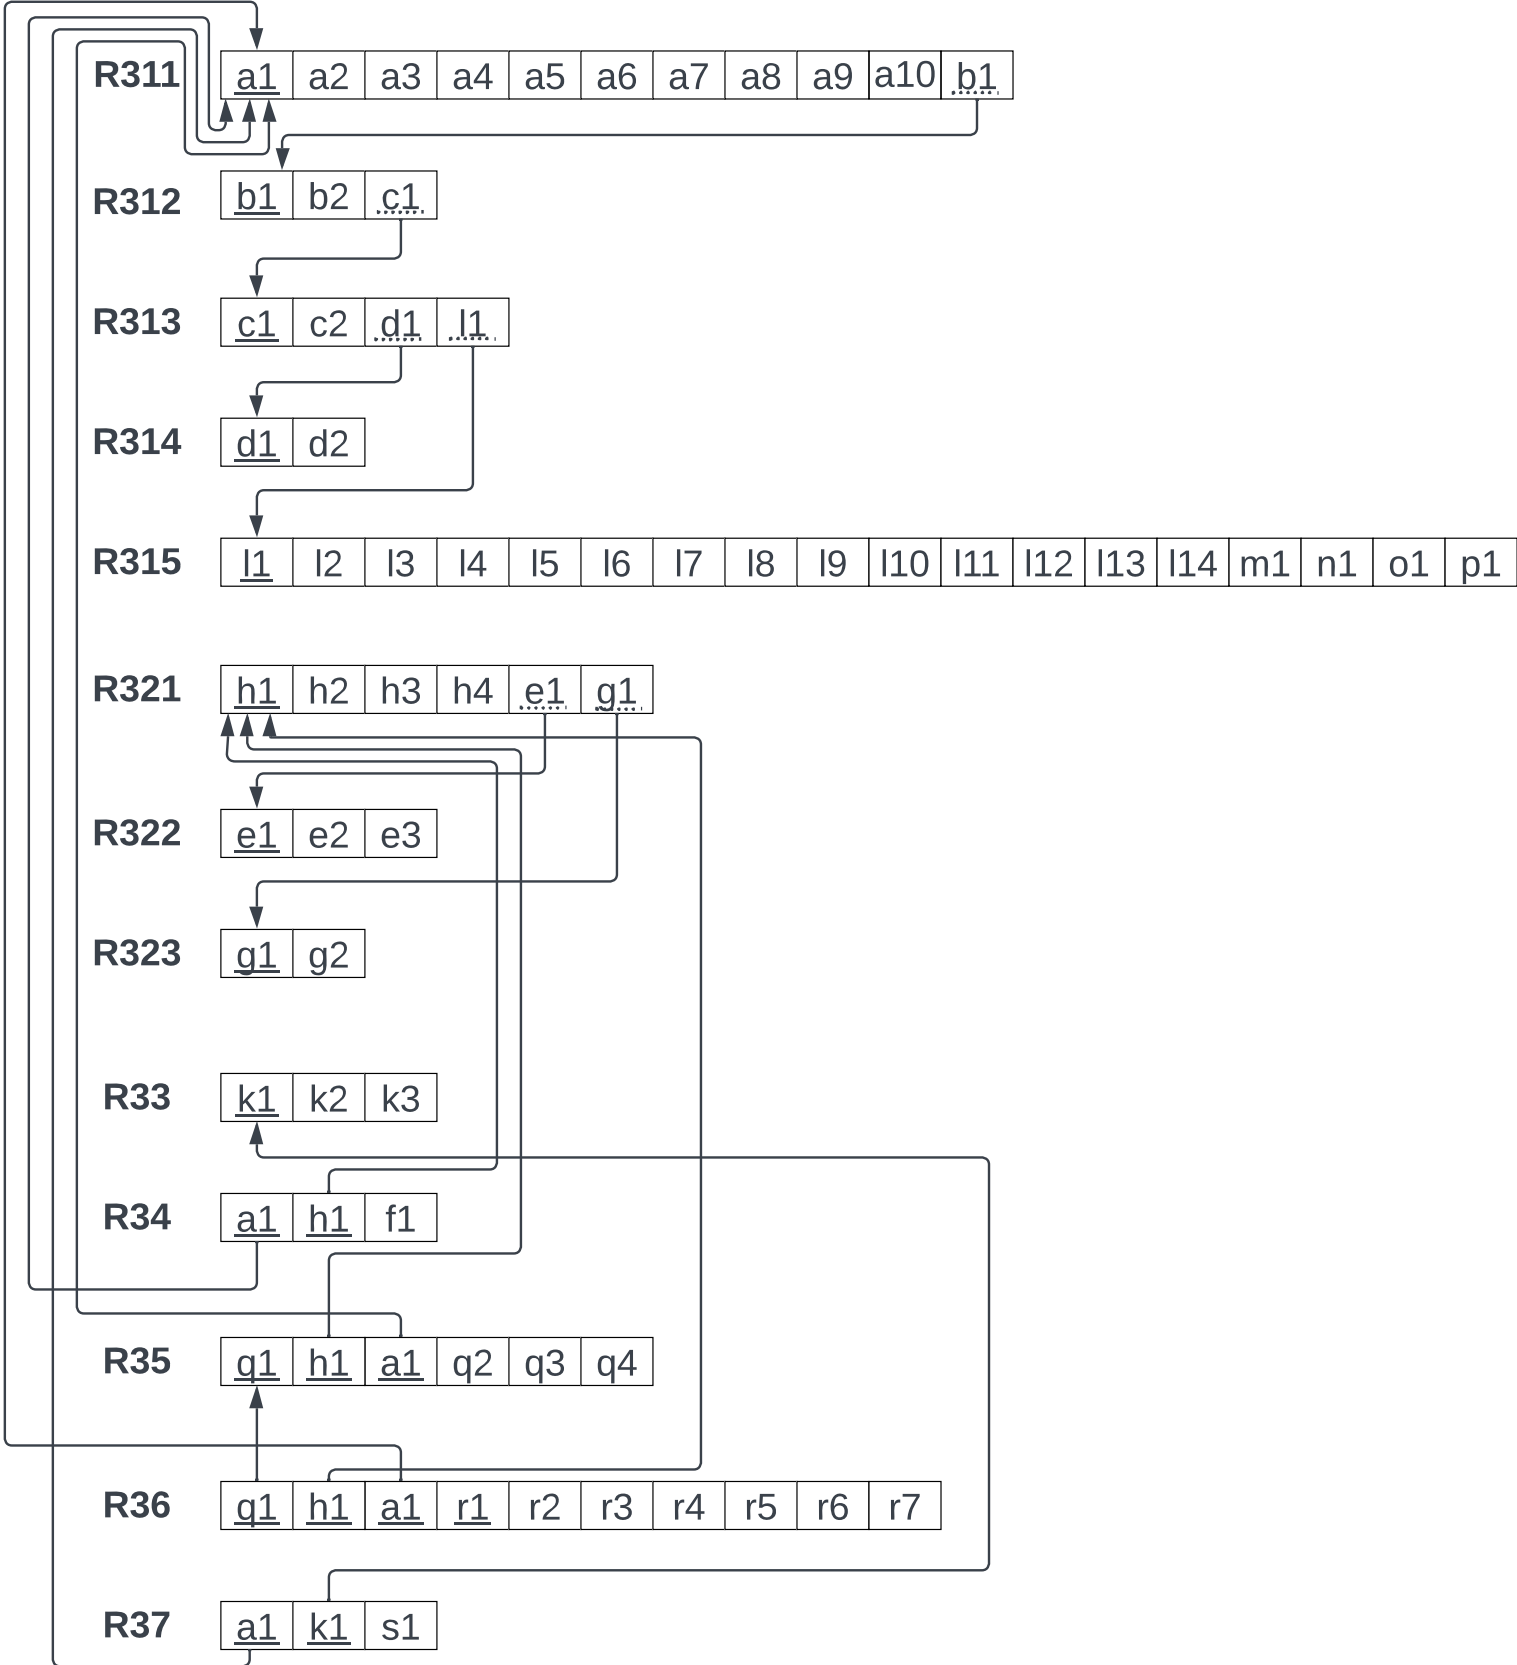 R311 a1 a2 a3 a4 a5 a6 a7 a8 a9 a10 b1
R312 b1 b2 c1
R313 c1 c2 d1 l1
R314 d1 d2
R315 l1 l2 l3 l4 l5 l6 l7 l8 l9 l10 l11 l12 l13 l14 m1 n1 o1 p1
R321 h1 h2 h3 h4 e1 g1
R322 e1 e2 e3
R323 g1 g2
R33 k1 k2 k3
R34 a1 h1 f1
R35 q1 h1 a1 q2 q3 q4
R36 q1 h1 a1 r1 r2 r3 r4 r5 r6 r7
R37 a1 k1 s1